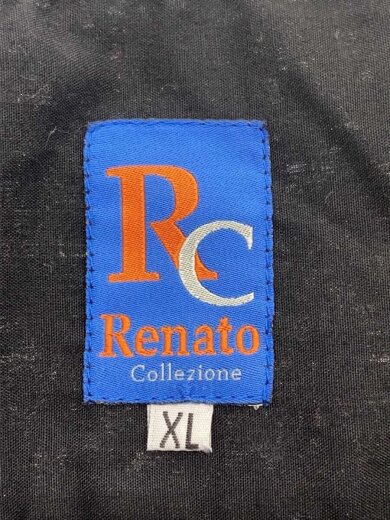 RC
Renato
Collezione
XL